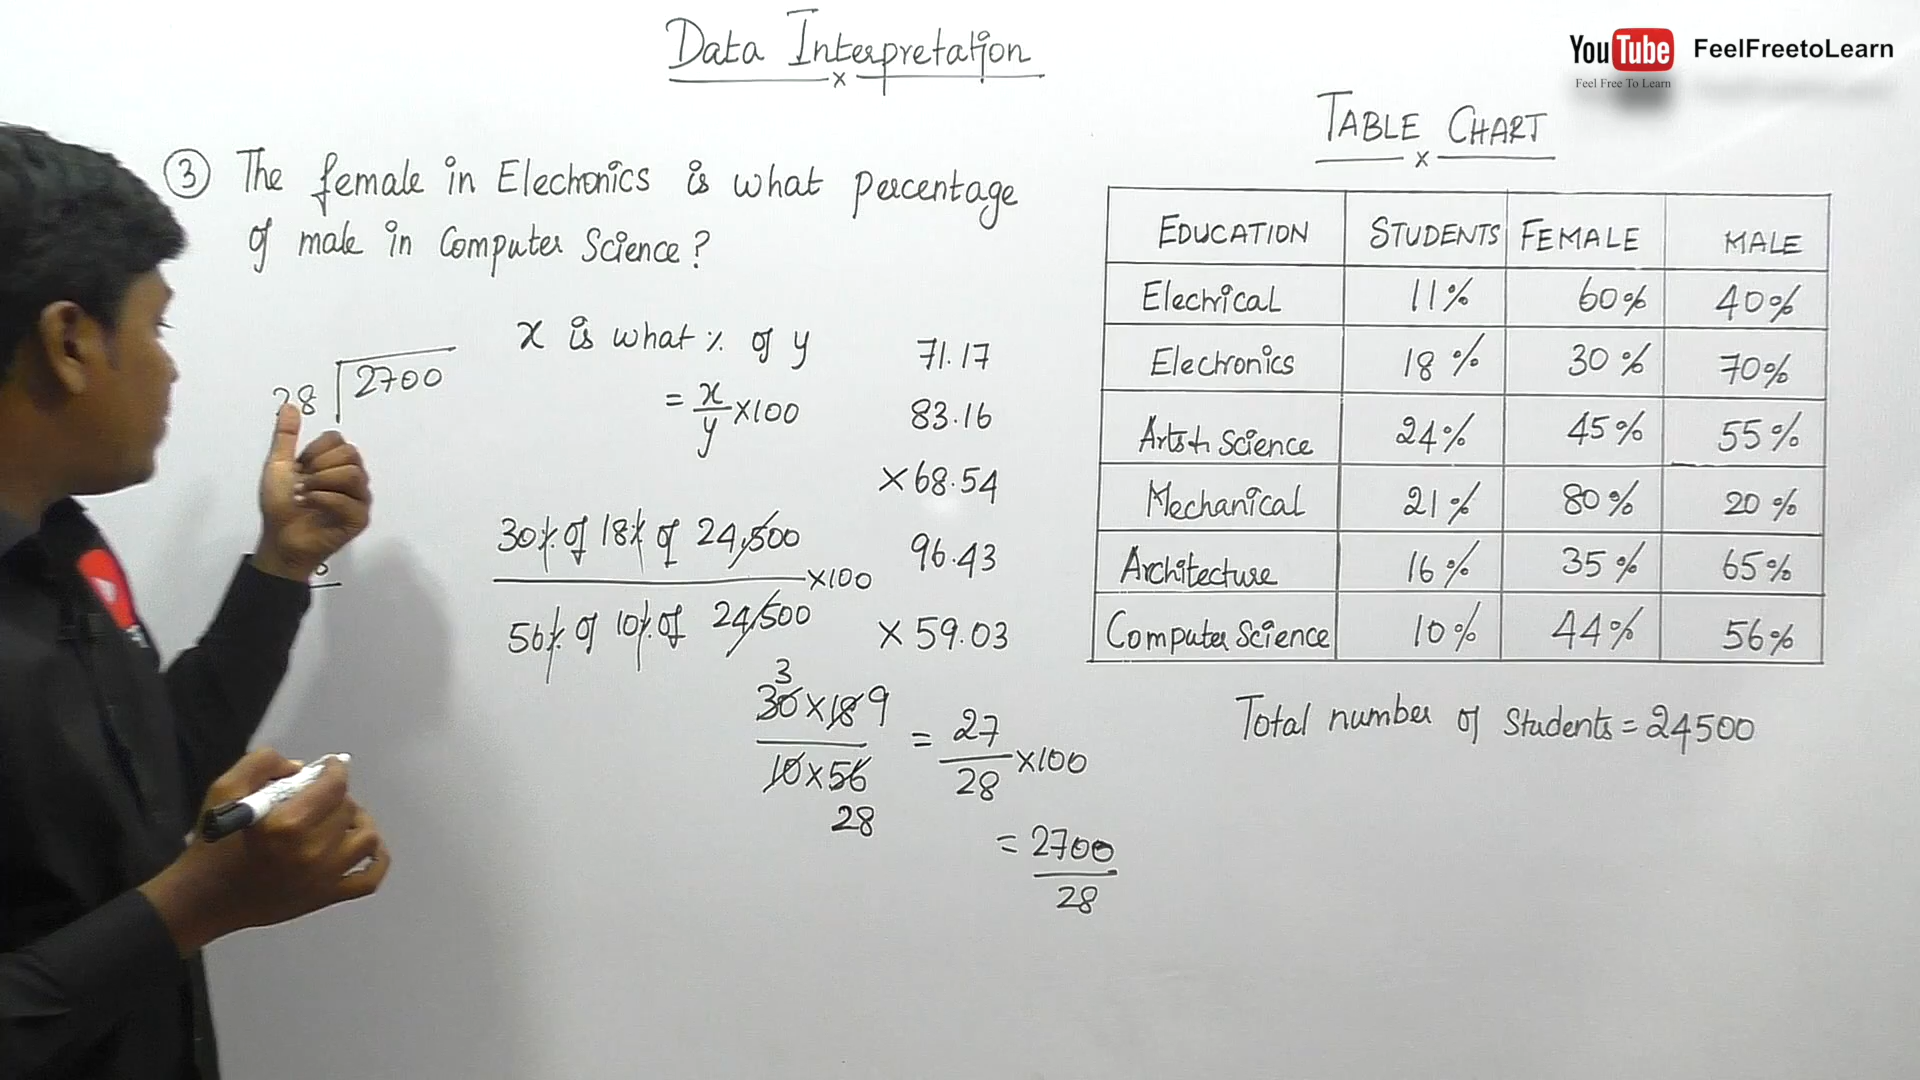 Data Interpretation
x
YouTube FeelFreetoLearn
Feel Free To Learn
③ The female in Electronics is what percentage
of male in Computer Science?
x is what % of y
= x/y ×100
28 2700
71.17
83.16
×68.54
96.43
× 59.03
30% of 18% of 24,500
×100
56% of 10% of 24,500
3
30×18 9
10×56
28
= 27/28 ×100
= 2700/28
TABLE CHART
x
EDUCATION STUDENTS FEMALE MALE
Electrical 11% 60% 40%
Electronics 18% 30% 70%
Arts+Science 24% 45% 55%
Mechanical 21% 80% 20%
Architecture 16% 35% 65%
Computer Science 10% 44% 56%
Total number of Students = 24500